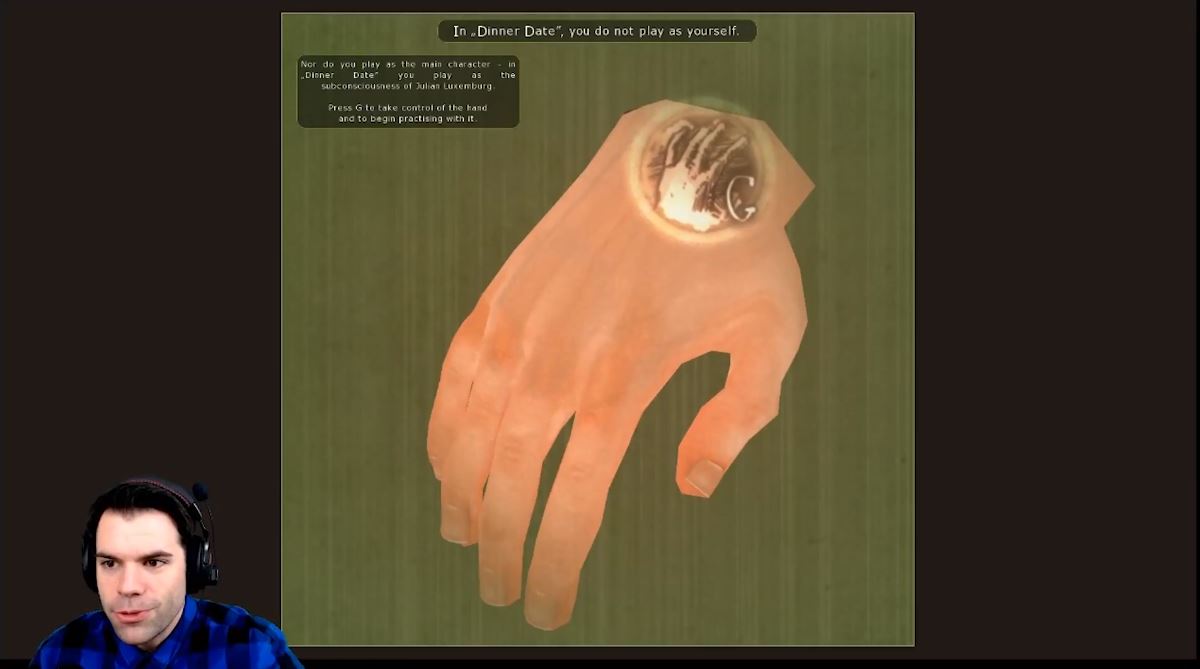 In „Dinner Date”, you do not play as yourself.
Nor do you play as the main character - in
„Dinner Date” you play as the
subconsciousness of Julian Luxemburg.
Press G to take control of the hand
and to begin practising with it.
G